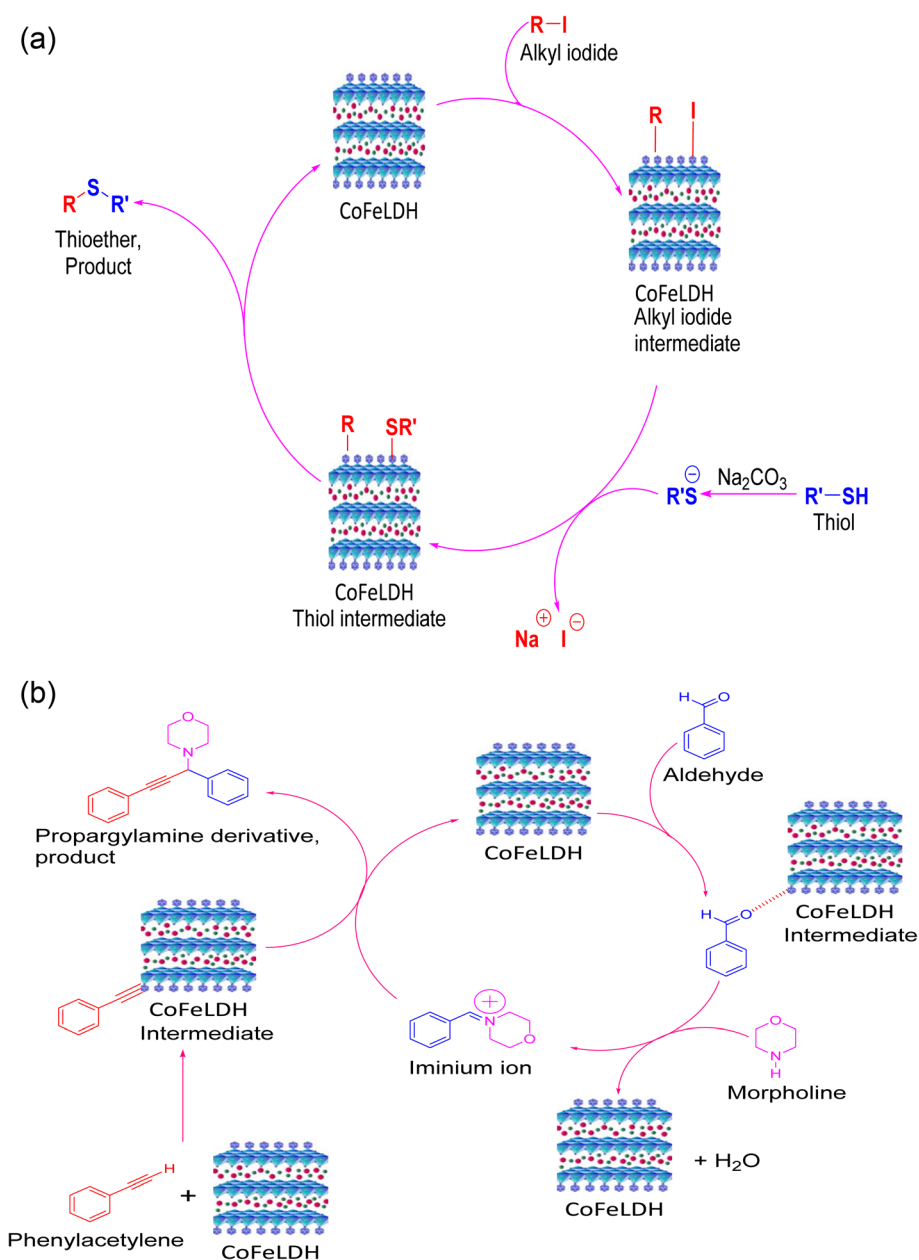 (a)
R–I
Alkyl iodide
CoFeLDH
R I
CoFeLDH
Alkyl iodide
intermediate
R S R'
Thioether,
Product
R SR'
CoFeLDH
Thiol intermediate
R'S⊖
Na₂CO₃
R'–SH
Thiol
Na⊕ I⊖
(b)
O
N
Propargylamine derivative,
product
CoFeLDH
H O
Aldehyde
CoFeLDH
Intermediate
H O
CoFeLDH
Intermediate
+
N
O
Iminium ion
O
N
H
Morpholine
CoFeLDH
+ H₂O
H
Phenylacetylene
+
CoFeLDH